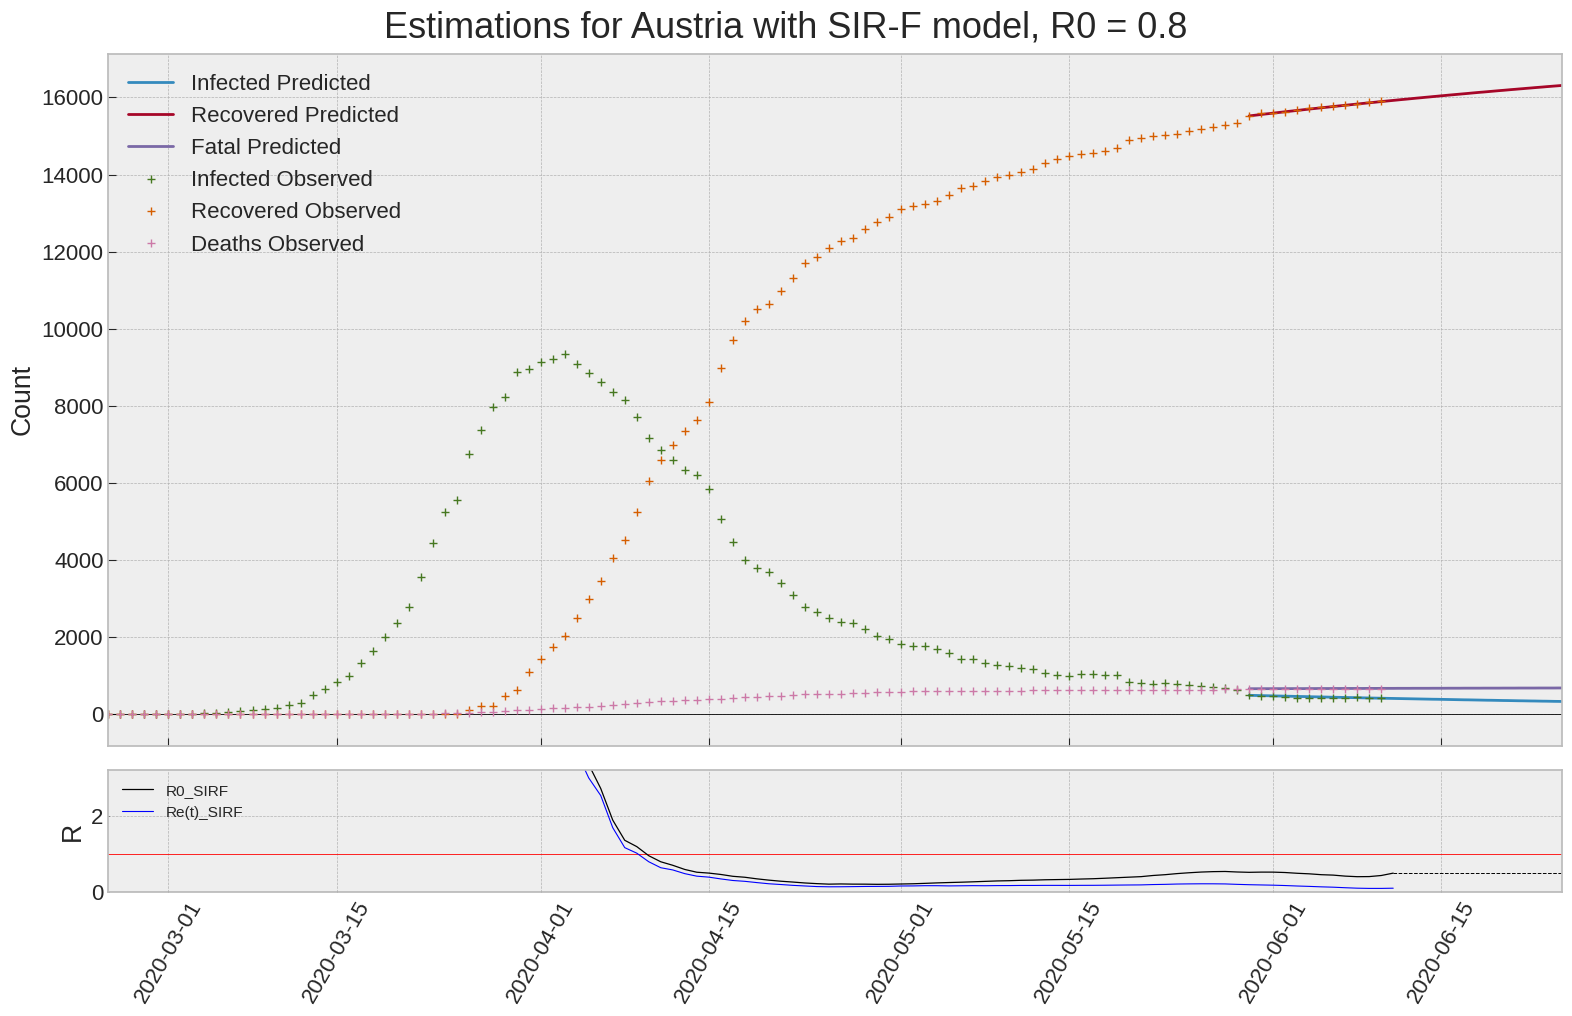 Estimations for Austria with SIR-F model, R0 = 0.8
Infected Predicted
Recovered Predicted
Fatal Predicted
Infected Observed
Recovered Observed
Deaths Observed
Count
16000
14000
12000
10000
8000
6000
4000
2000
0
R0_SIRF
Re(t)_SIRF
R
2
0
2020-03-01
2020-03-15
2020-04-01
2020-04-15
2020-05-01
2020-05-15
2020-06-01
2020-06-15